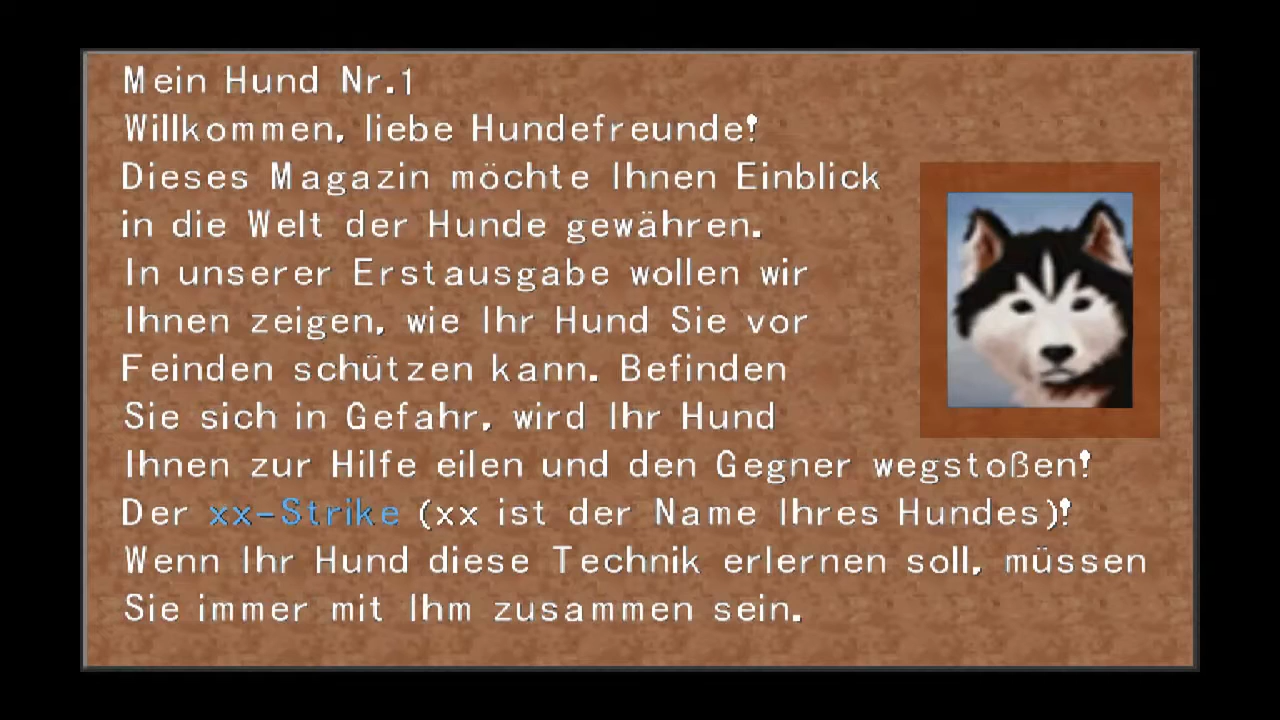 Mein Hund Nr.1
Willkommen, liebe Hundefreunde!
Dieses Magazin möchte Ihnen Einblick
in die Welt der Hunde gewähren.
In unserer Erstausgabe wollen wir
Ihnen zeigen, wie Ihr Hund Sie vor
Feinden schützen kann. Befinden
Sie sich in Gefahr, wird Ihr Hund
Ihnen zur Hilfe eilen und den Gegner wegstoßen!
Der xx-Strike (xx ist der Name Ihres Hundes)!
Wenn Ihr Hund diese Technik erlernen soll, müssen
Sie immer mit Ihm zusammen sein.